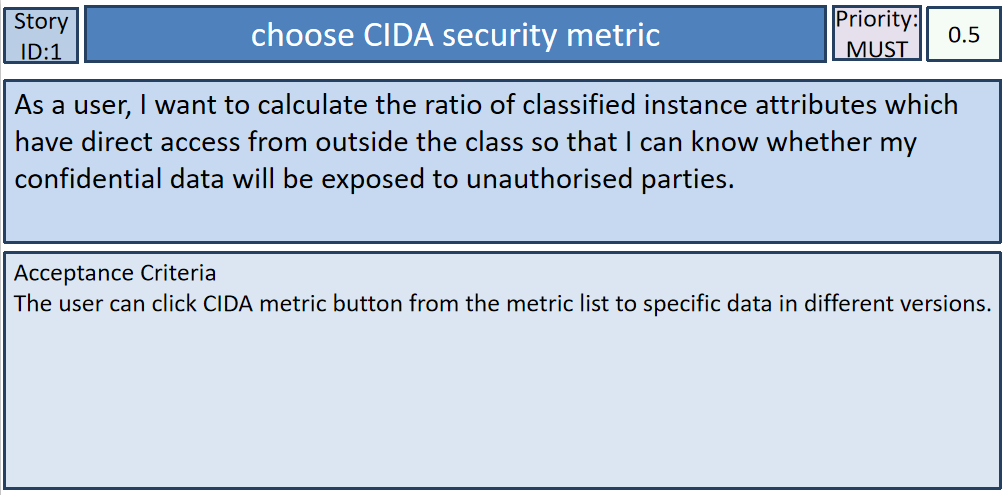 Story
ID:1
choose CIDA security metric
Priority:
MUST
0.5
As a user, I want to calculate the ratio of classified instance attributes which
have direct access from outside the class so that I can know whether my
confidential data will be exposed to unauthorised parties.
Acceptance Criteria
The user can click CIDA metric button from the metric list to specific data in different versions.